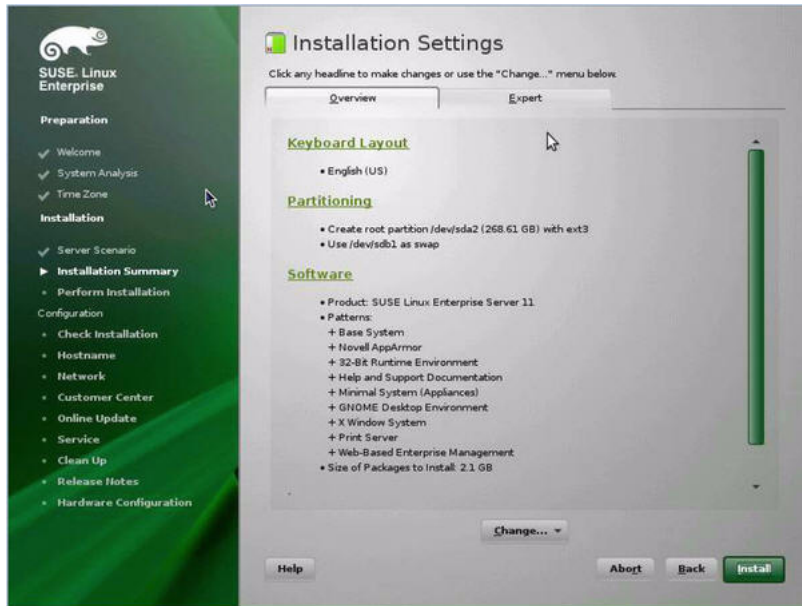 SUSE. Linux
Enterprise
Preparation
Welcome
System Analysis
Time Zone
Installation
Server Scenario
Installation Summary
Perform Installation
Configuration
Check Installation
Hostname
Network
Customer Center
Online Update
Service
Clean Up
Release Notes
Hardware Configuration
Installation Settings
Click any headline to make changes or use the "Change..." menu below.
Overview
Expert
Keyboard Layout
• English (US)
Partitioning
• Create root partition /dev/sda2 (268.61 GB) with ext3
• Use /dev/sdb1 as swap
Software
• Product: SUSE Linux Enterprise Server 11
• Patterns:
+ Base System
+ Novell AppArmor
+ 32-Bit Runtime Environment
+ Help and Support Documentation
+ Minimal System (Appliances)
+ GNOME Desktop Environment
+ X Window System
+ Print Server
+ Web-Based Enterprise Management
• Size of Packages to Install: 2.1 GB
Change...
Help
Abort
Back
Install